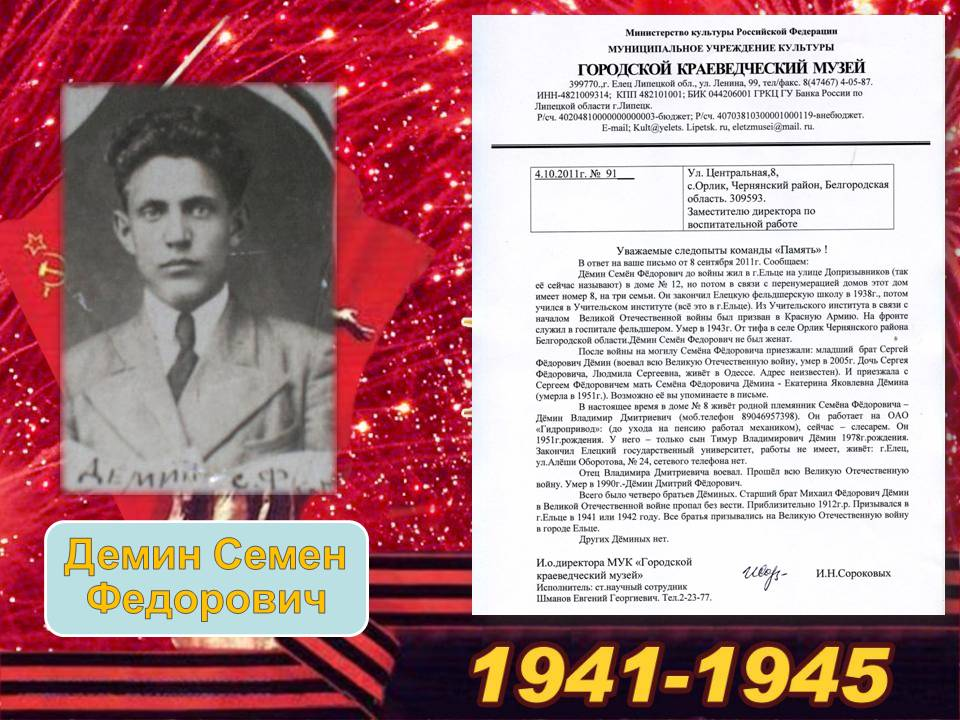 Министерство культуры Российской Федерации
МУНИЦИПАЛЬНОЕ УЧРЕЖДЕНИЕ КУЛЬТУРЫ
ГОРОДСКОЙ КРАЕВЕДЧЕСКИЙ МУЗЕЙ
399770.,г. Елец Липецкой обл., ул. Ленина, 99, тел/факс. 8(47467) 4-05-87.
ИНН-4821009314; КПП 482101001; БИК 044206001 ГРКЦ ГУ Банка России по
Липецкой области г.Липецк.
Р/сч. 40204810000000000003-бюджет; Р/сч. 40703810300001000119-внебюджет.
E-mail; Kult@yelets. Lipetsk. ru, eletzmusei@mail. ru.
4.10.2011г. № 91___
Ул. Центральная,8,
с.Орлик, Чернянский район, Белгородская
область. 309593.
Заместителю директора по
воспитательной работе
Уважаемые следопыты команды «Память» !
В ответ на ваше письмо от 8 сентября 2011г. Сообщаем:
Дёмин Семён Фёдорович до войны жил в г.Ельце на улице Допризывников (так
её сейчас называют) в доме № 12, но потом в связи с перенумерацией домов этот дом
имеет номер 8, на три семьи. Он закончил Елецкую фельдшерскую школу в 1938г., потом
учился в Учительском институте (всё это в г.Ельце). Из Учительского института в связи с
началом Великой Отечественной войны был призван в Красную Армию. На фронте
служил в госпитале фельдшером. Умер в 1943г. От тифа в селе Орлик Чернянского района
Белгородской области.Дёмин Семён Федорович не был женат.
После войны на могилу Семёна Фёдоровича приезжали: младший брат Сергей
Фёдорович Дёмин (воевал всю Великую Отечественную войну, умер в 2005г. Дочь Сергея
Фёдоровича, Людмила Сергеевна, живёт в Одессе. Адрес неизвестен). И приезжала с
Сергеем Фёдоровичем мать Семёна Фёдоровича Дёмина - Екатерина Яковлевна Дёмина
(умерла в 1951г.). Возможно её вы упоминаете в письме.
В настоящее время в доме № 8 живёт родной племянник Семёна Фёдоровича –
Дёмин Владимир Дмитриевич (моб.телефон 89046957398). Он работает на ОАО
«Гидропривод»: (до ухода на пенсию работал механиком), сейчас – слесарем. Он
1951г.рождения. У него – только сын Тимур Владимирович Дёмин 1978г.рождения.
Закончил Елецкий государственный университет, работы не имеет, живёт: г.Елец,
ул.Алёши Оборотова, № 24, сетевого телефона нет.
Отец Владимира Дмитриевича воевал. Прошёл всю Великую Отечественную
войну. Умер в 1990г.-Дёмин Дмитрий Фёдорович.
Всего было четверо братьев Дёминых. Старший брат Михаил Фёдорович Дёмин
в Великой Отечественной войне пропал без вести. Приблизительно 1912г.р. Призывался в
г.Ельце в 1941 или 1942 году. Все братья призывались на Великую Отечественную войну
в городе Ельце.
Других Дёминых нет.
И.о.директора МУК «Городской
краеведческий музей»
И.Н.Сороковых
Исполнитель: ст.научный сотрудник
Шманов Евгений Георгиевич. Тел.2-23-77.
Демин С.Ф.
Демин Семен
Федорович
1941-1945